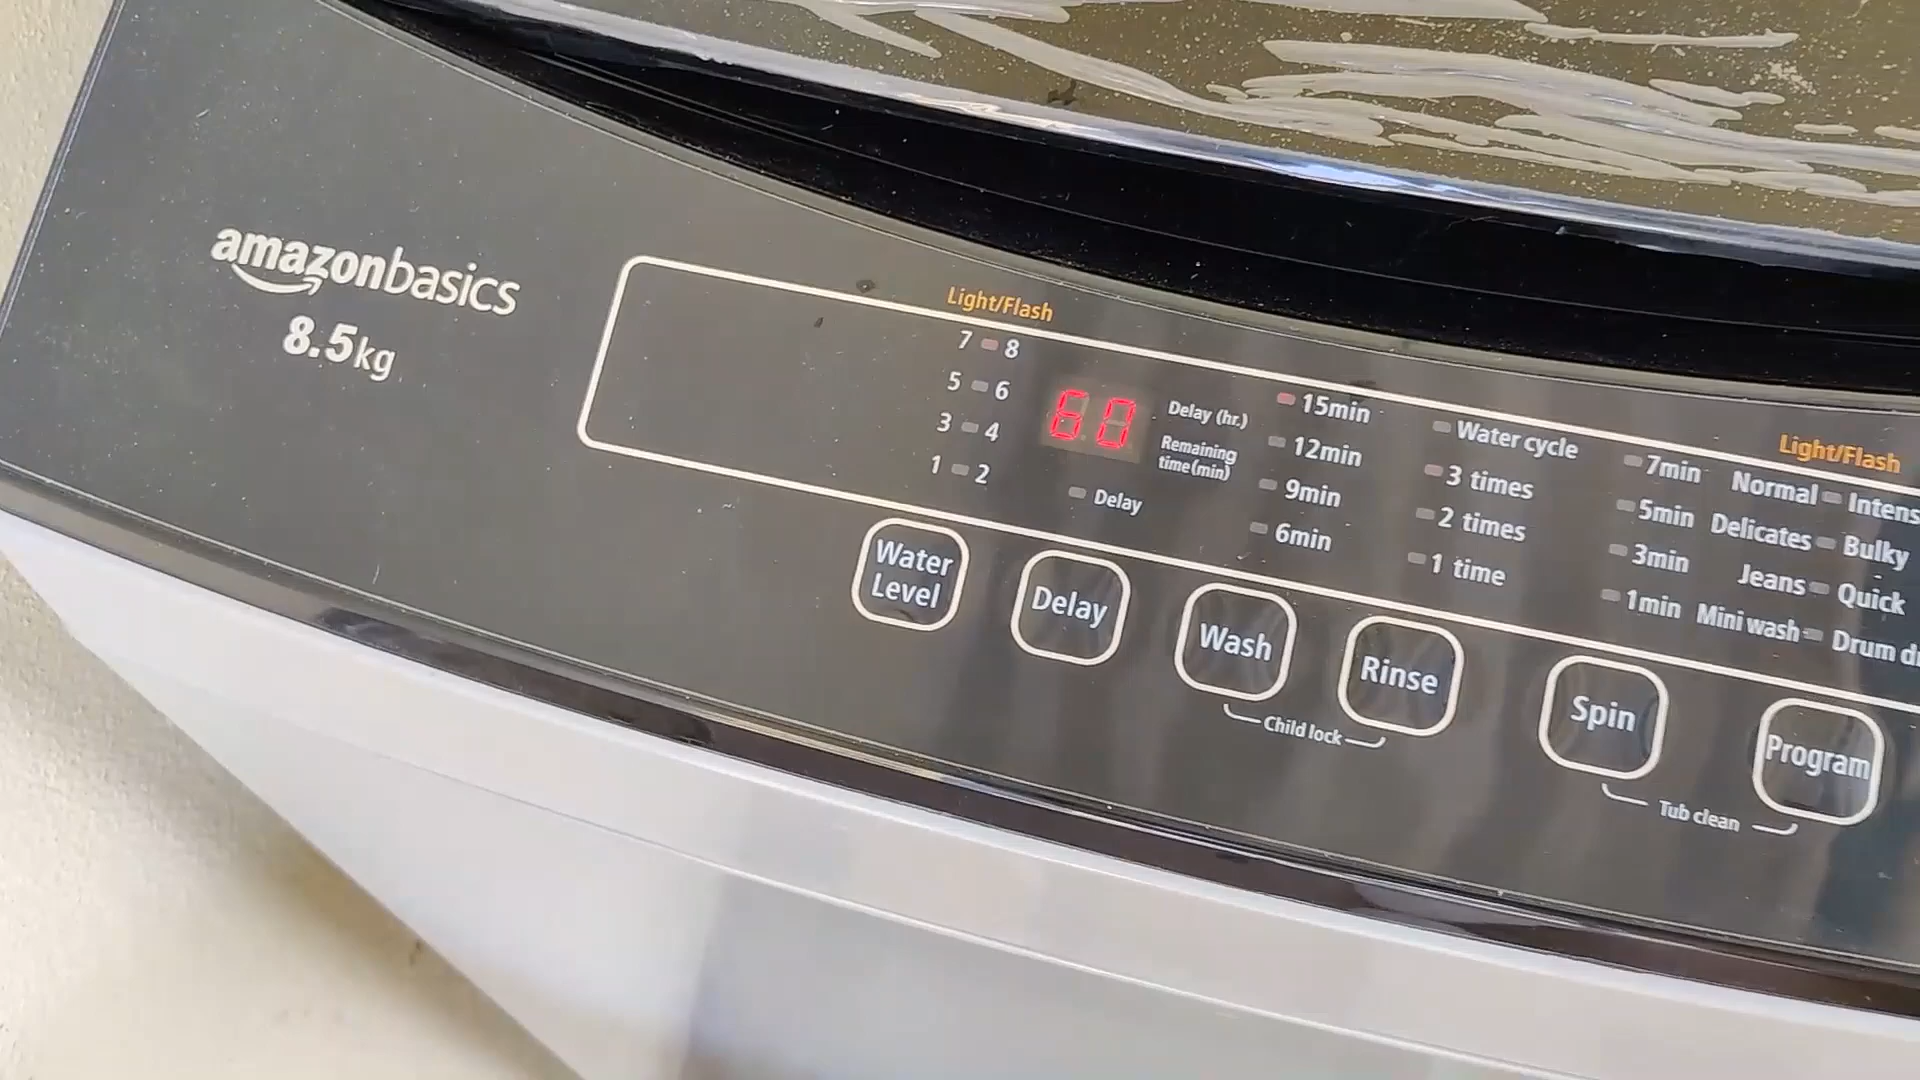 amazonbasics
8.5kg
Light/Flash
7 8
5 6
3 4
1 2
60
Delay (hr.)
Remaining
time(min)
Delay
15min
12min
9min
6min
Water cycle
3 times
2 times
1 time
7min
5min
3min
1min
Light/Flash
Normal Intens
Delicates Bulky
Jeans Quick
Mini wash Drum
Water
Level
Delay
Wash
Rinse
Spin
Program
Child lock
Tub clean